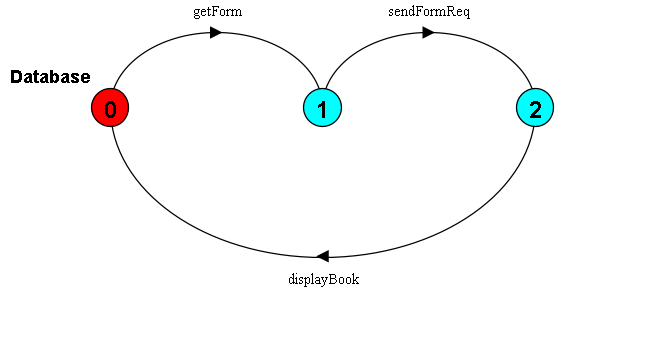 getForm
sendFormReq
Database
0
1
2
displayBook